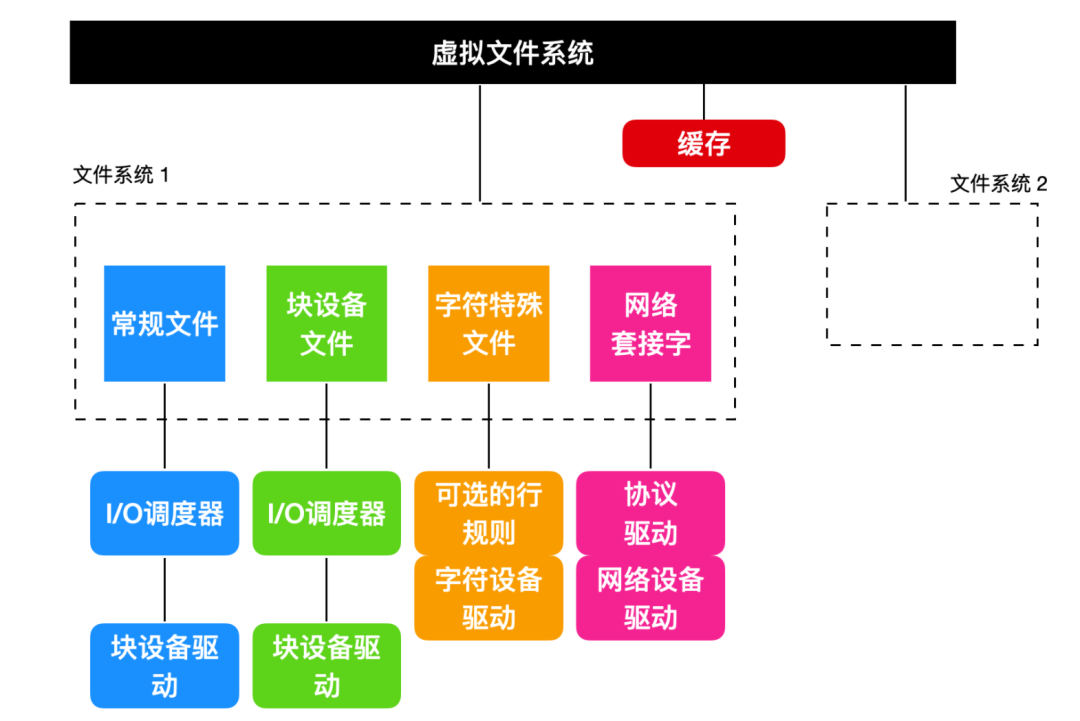 虚拟文件系统
缓存
文件系统 1
文件系统 2
常规文件
块设备
文件
字符特殊
文件
网络
套接字
I/O调度器
I/O调度器
可选的行
规则
协议
驱动
字符设备
驱动
网络设备
驱动
块设备驱
动
块设备驱
动